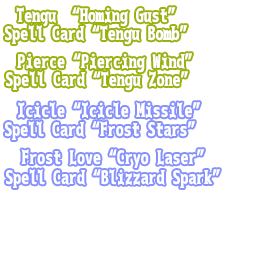 Tengu “Homing Gust”
Spell Card “Tengu Bomb”
Pierce “Piercing Wind”
Spell Card “Tengu Zone”
Icicle “Icicle Missile”
Spell Card “Frost Stars”
Frost Love “Cryo Laser”
Spell Card “Blizzard Spark”